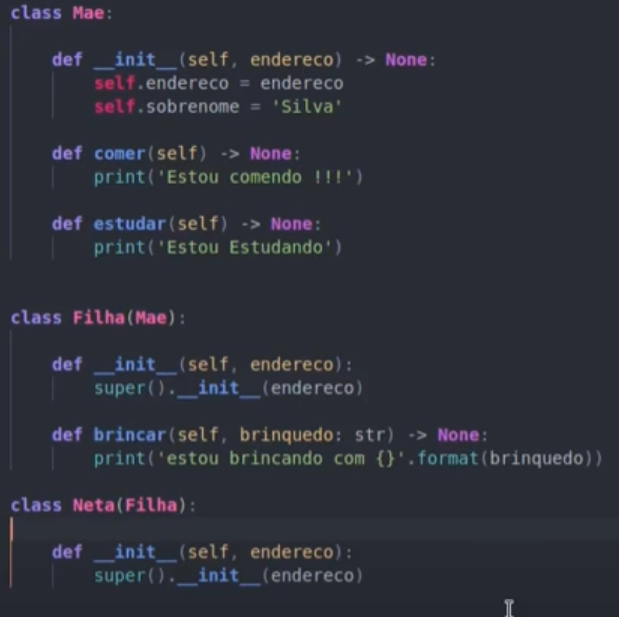 class Mae:
def __init__(self, endereco) -> None:
self.endereco = endereco
self.sobrenome = 'Silva'
def comer(self) -> None:
print('Estou comendo !!!')
def estudar(self) -> None:
print('Estou Estudando')
class Filha(Mae):
def __init__(self, endereco):
super().__init__(endereco)
def brincar(self, brinquedo: str) -> None:
print('estou brincando com {}'.format(brinquedo))
class Neta(Filha):
def __init__(self, endereco):
super().__init__(endereco)